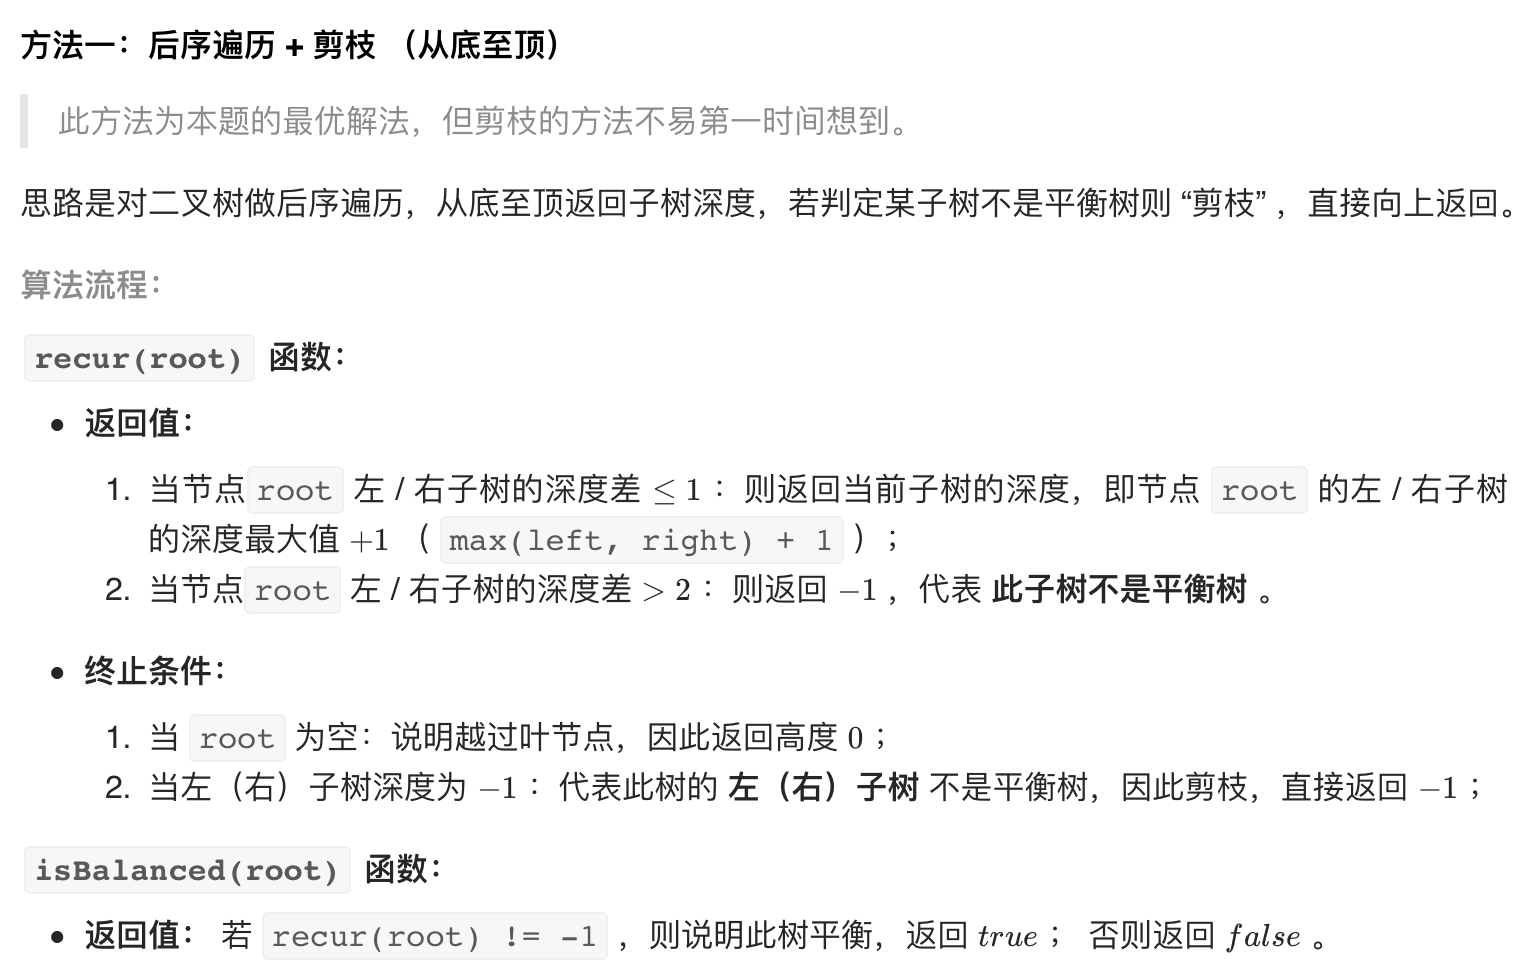 方法一：后序遍历 + 剪枝 （从底至顶）
此方法为本题的最优解法，但剪枝的方法不易第一时间想到。
思路是对二叉树做后序遍历，从底至顶返回子树深度，若判定某子树不是平衡树则 “剪枝” ，直接向上返回。
算法流程：
recur(root) 函数：
• 返回值：
1. 当节点 root 左 / 右子树的深度差 ≤ 1 ：则返回当前子树的深度，即节点 root 的左 / 右子树
的深度最大值 +1 （ max(left, right) + 1 ）；
2. 当节点 root 左 / 右子树的深度差 > 2 ：则返回 −1 ，代表 此子树不是平衡树 。
• 终止条件：
1. 当 root 为空：说明越过叶节点，因此返回高度 0 ；
2. 当左（右）子树深度为 −1 ：代表此树的 左（右）子树 不是平衡树，因此剪枝，直接返回 −1 ；
isBalanced(root) 函数：
• 返回值： 若 recur(root) != -1 ，则说明此树平衡，返回 true ； 否则返回 false 。